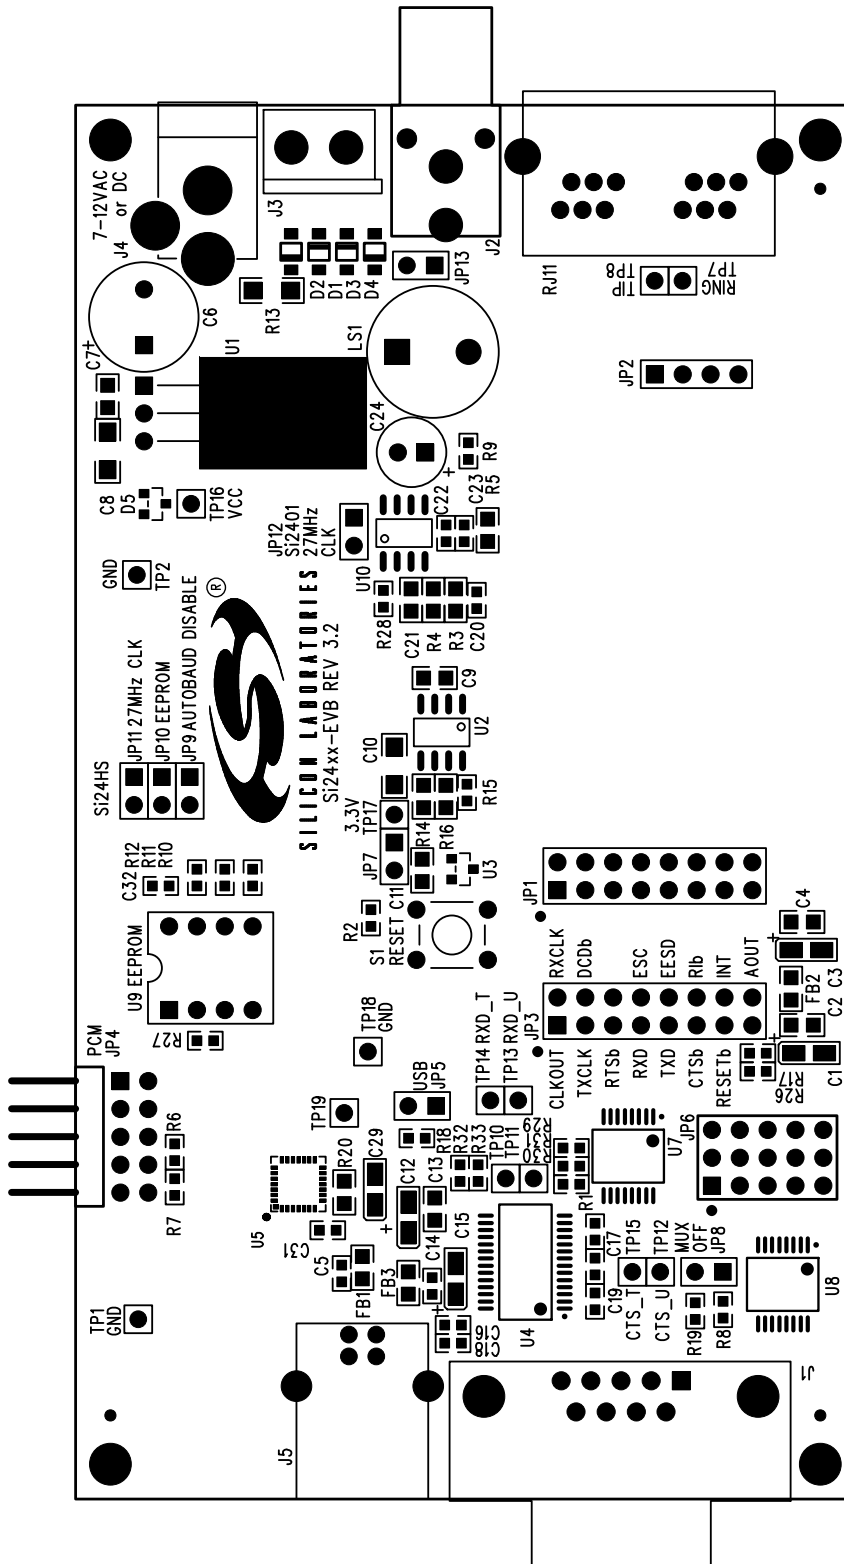 7-12VAC
or DC
J4
J3
J2
RJ11
C7
+
C6
R13
D2
D1
D3
D4
JP13
TIP
TP8
RING
TP7
U1
LS1
C24
JP2
C8
D5
TP16
VCC
+
R9
C22
C23
R5
JP12
Si2401
27MHz
CLK
U10
GND
TP2
R
R28
C21
R4
R3
C20
SILICON LABORATORIES
Si24xx-EVB REV 3.2
Si24HS
JP11 27MHz CLK
JP10 EEPROM
JP9 AUTOBAUD DISABLE
C9
U2
C10
3.3V
TP17
JP7
R14
R16
R15
C11
U3
C32
R12
R11
R10
R2
S1
RESET
U9 EEPROM
R27
JP1
C4
+
C3
FB2
C2
+
C1
R17
R26
JP3
RXCLK
DCDb
ESC
EESD
RIb
INT
AOUT
CLKOUT
TXCLK
RTSb
RXD
TXD
CTSb
RESETb
TP18
GND
TP14 RXD_T
TP13 RXD_U
PCM
JP4
USB
JP5
TP19
R6
R7
R18
R32
R33
TP10
TP11
R29
R31
R30
R1
U7
JP6
R20
C29
C12
+
C13
C14
C15
+
U5
C31
C5
FB1
FB3
C16
C18
U4
C17
C19
TP15
TP12
CTS_T
CTS_U
MUX
OFF
JP8
R19
R8
U8
TP1
GND
J5
J1